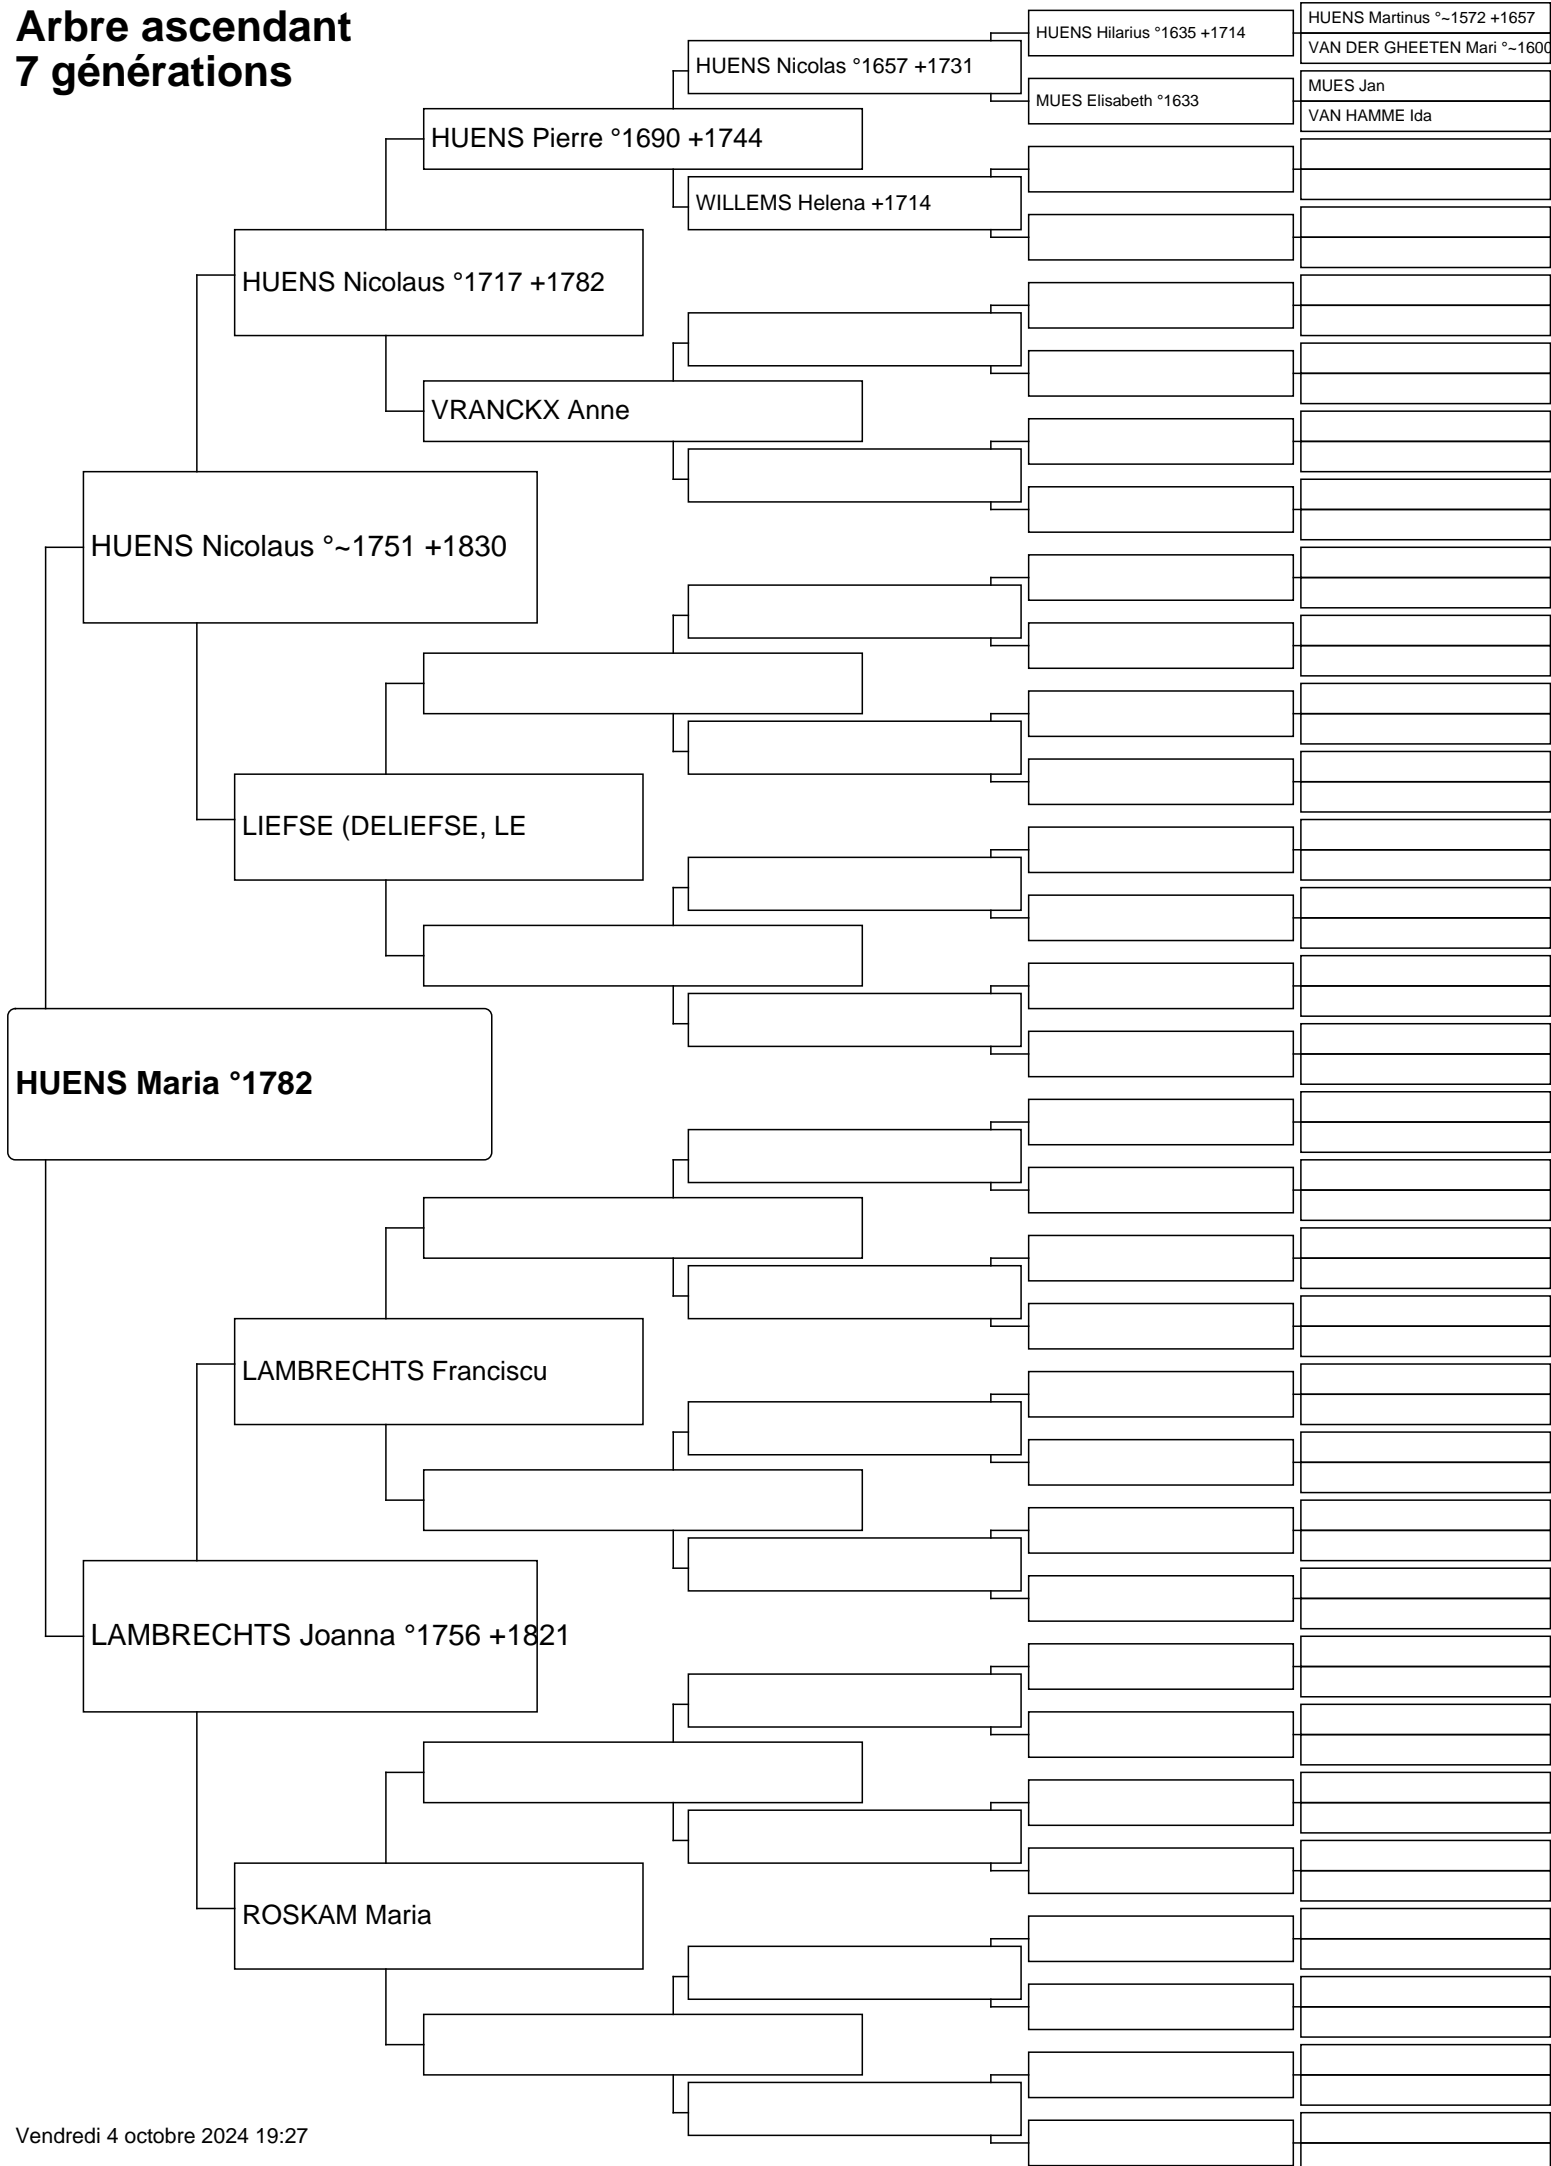 Arbre ascendant
7 générations
HUENS Hilarius °1635 +1714
HUENS Martinus °~1572 +1657
VAN DER GHEETEN Mari °~1600
HUENS Nicolas °1657 +1731
MUES Elisabeth °1633
MUES Jan
VAN HAMME Ida
HUENS Pierre °1690 +1744
WILLEMS Helena +1714
HUENS Nicolaus °1717 +1782
VRANCKX Anne
HUENS Nicolaus °~1751 +1830
LIEFSE (DELIEFSE, LE
HUENS Maria °1782
LAMBRECHTS Franciscu
LAMBRECHTS Joanna °1756 +1821
ROSKAM Maria
Vendredi 4 octobre 2024 19:27